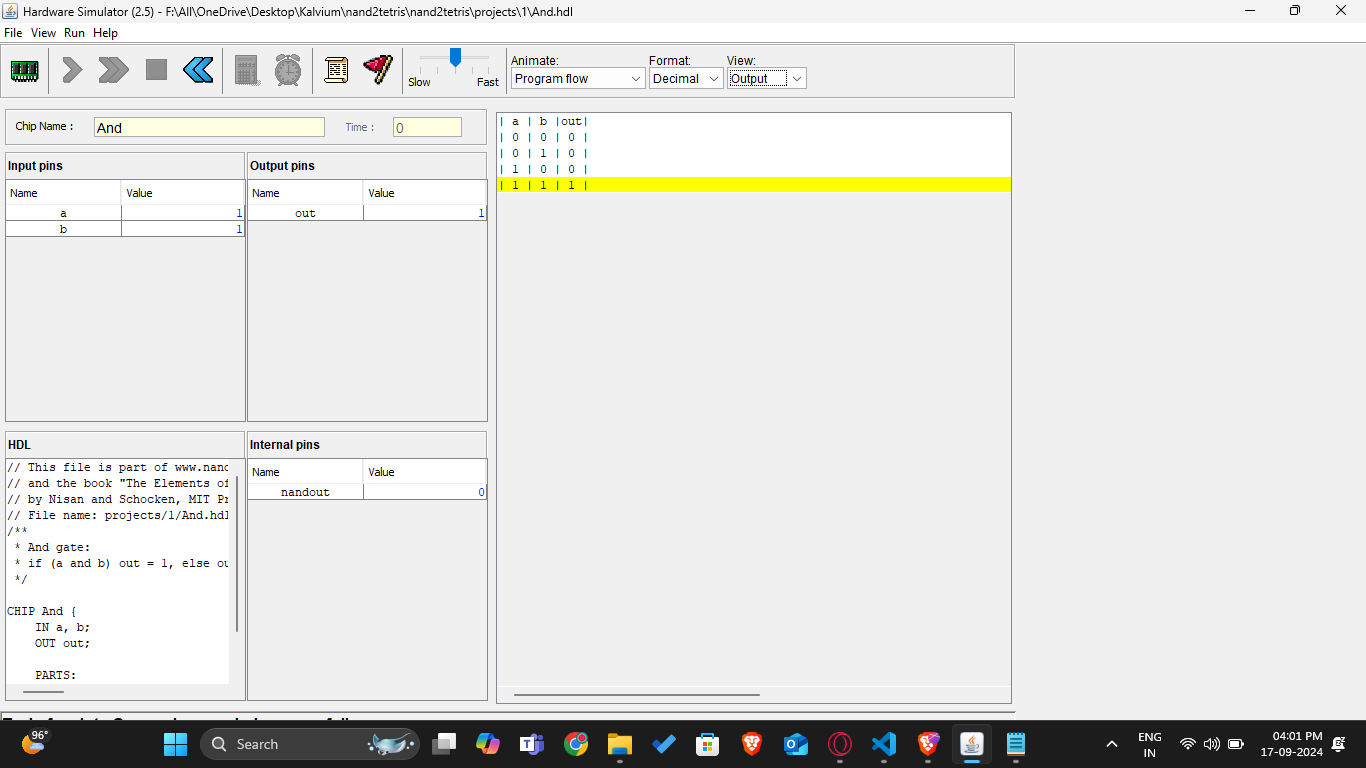 Hardware Simulator (2.5) - F:\All\OneDrive\Desktop\Kalvium\nand2tetris\nand2tetris\projects\1\And.hdl
File View Run Help
Slow Fast
Animate: Format: View:
Program flow Decimal Output
Chip Name : And Time : 0
Input pins
Name Value
a 1
b 1
Output pins
Name Value
out 1
| a | b |out|
| 0 | 0 | 0 |
| 0 | 1 | 0 |
| 1 | 0 | 0 |
| 1 | 1 | 1 |
HDL
// This file is part of www.nand
// and the book "The Elements of
// by Nisan and Schocken, MIT Pr
// File name: projects/1/And.hdl
/**
* And gate:
* if (a and b) out = 1, else ou
*/
CHIP And {
IN a, b;
OUT out;
PARTS:
Internal pins
Name Value
nandout 0
96°
Search
ENG
IN
04:01 PM
17-09-2024